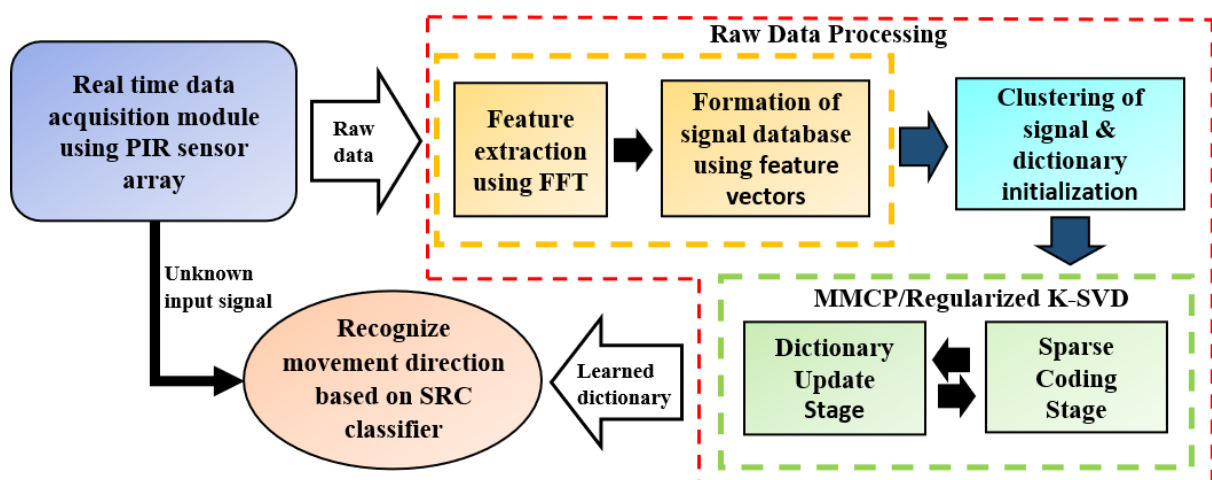 Raw Data Processing
Real time data
acquisition module
using PIR sensor
array
Raw
data
Feature
extraction
using FFT
Formation of
signal database
using feature
vectors
Clustering of
signal &
dictionary
initialization
Unknown
input signal
MMCP/Regularized K-SVD
Dictionary
Update
Stage
Sparse
Coding
Stage
Learned
dictionary
Recognize
movement direction
based on SRC
classifier